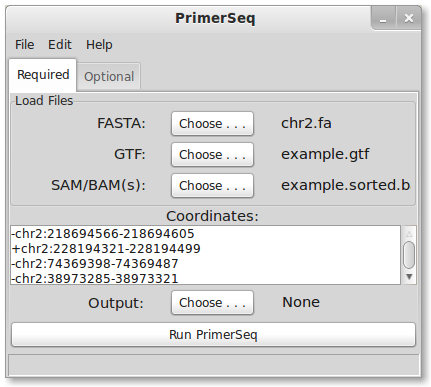 PrimerSeq
File Edit Help
Required Optional
Load Files
FASTA: Choose . . . chr2.fa
GTF: Choose . . . example.gtf
SAM/BAM(s): Choose . . . example.sorted.b
Coordinates:
-chr2:218694566-218694605
+chr2:228194321-228194499
-chr2:74369398-74369487
-chr2:38973285-38973321
Output: Choose . . . None
Run PrimerSeq